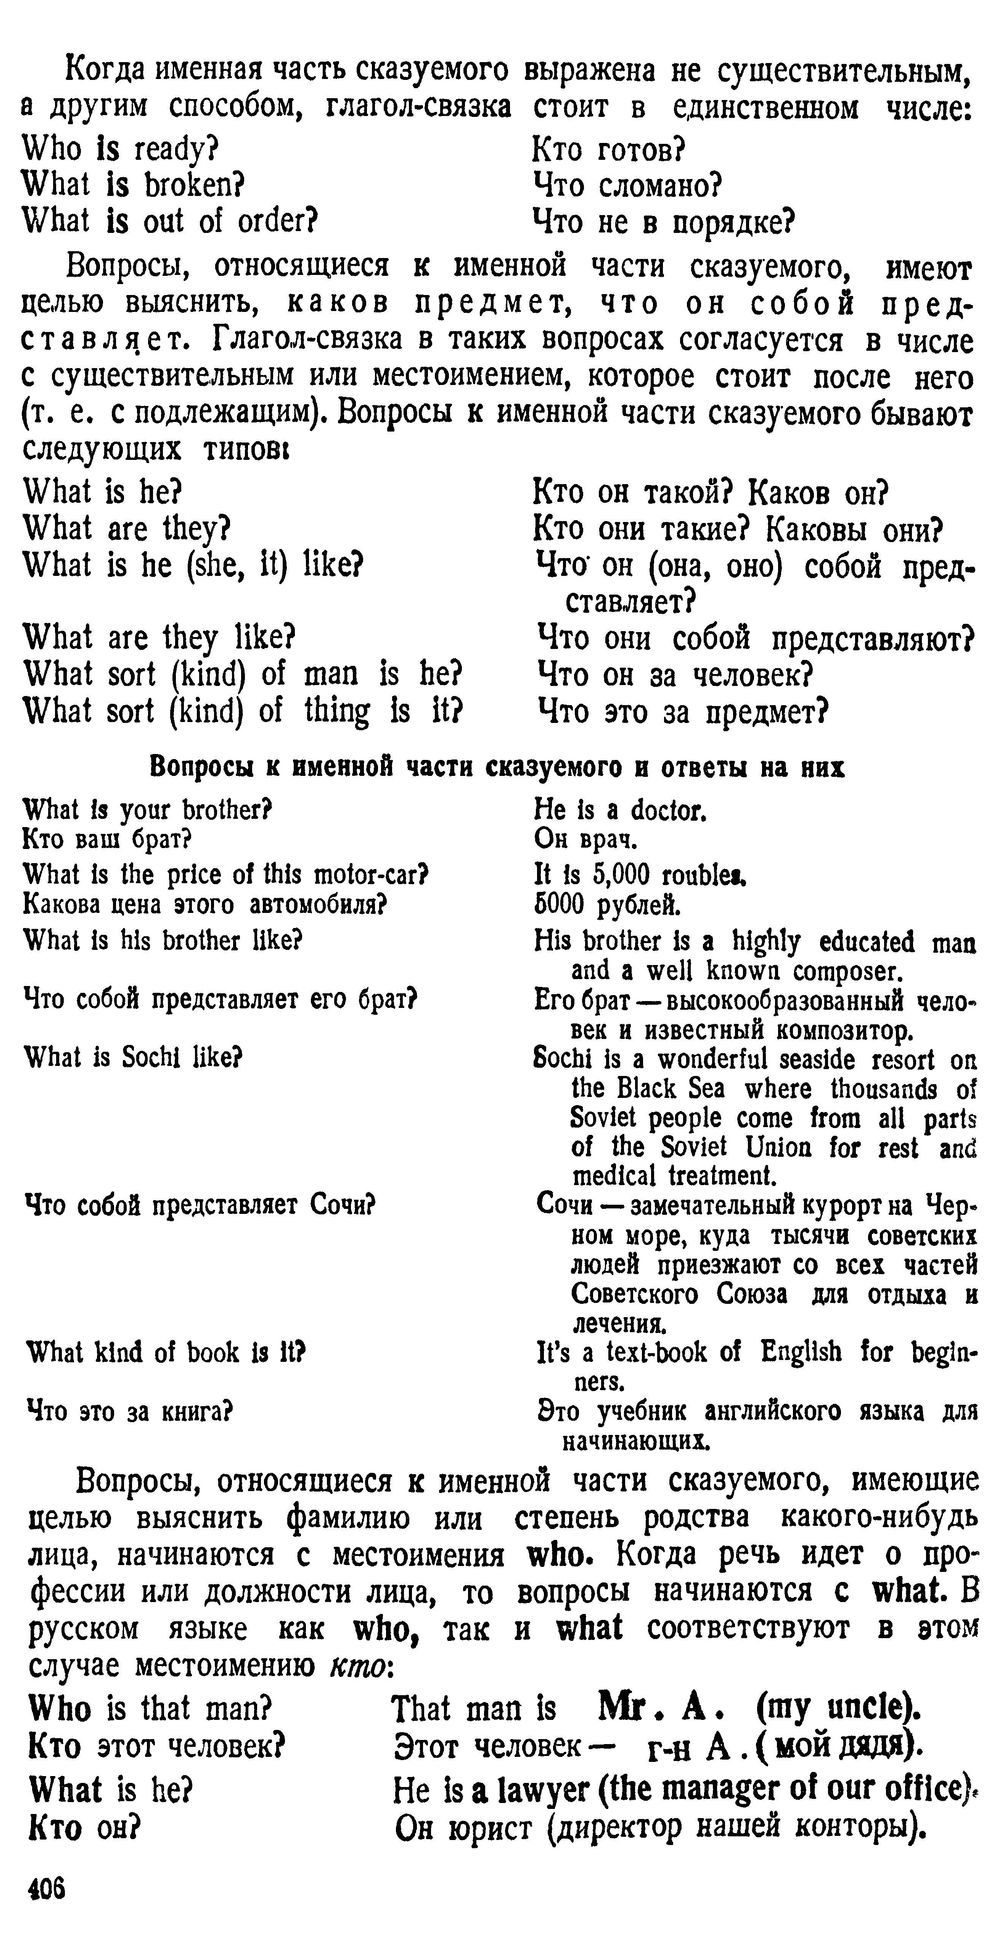 Когда именная часть сказуемого выражена не существительным,
а другим способом, глагол-связка стоит в единственном числе:
Who is ready? Кто готов?
What is broken? Что сломано?
What is out of order? Что не в порядке?
Вопросы, относящиеся к именной части сказуемого, имеют
целью выяснить, каков предмет, что он собой пред-
ставляет. Глагол-связка в таких вопросах согласуется в числе
с существительным или местоимением, которое стоит после него
(т. е. с подлежащим). Вопросы к именной части сказуемого бывают
следующих типов:
What is he? Кто он такой? Каков он?
What are they? Кто они такие? Каковы они?
What is he (she, it) like? Что он (она, оно) собой пред-
ставляет?
What are they like? Что они собой представляют?
What sort (kind) of man is he? Что он за человек?
What sort (kind) of thing is it? Что это за предмет?
Вопросы к именной части сказуемого и ответы на них
What is your brother? He is a doctor.
Кто ваш брат? Он врач.
What is the price of this motor-car? It is 5,000 roubles.
Какова цена этого автомобиля? 5000 рублей.
What is his brother like? His brother is a highly educated man
and a well known composer.
Что собой представляет его брат? Его брат — высокообразованный чело-
век и известный композитор.
What is Sochi like? Sochi is a wonderful seaside resort on
the Black Sea where thousands of
Soviet people come from all parts
of the Soviet Union for rest and
medical treatment.
Что собой представляет Сочи? Сочи — замечательный курорт на Чер-
ном море, куда тысячи советских
людей приезжают со всех частей
Советского Союза для отдыха и
лечения.
What kind of book is it? It's a text-book of English for begin-
ners.
Что это за книга? Это учебник английского языка для
начинающих.
Вопросы, относящиеся к именной части сказуемого, имеющие
целью выяснить фамилию или степень родства какого-нибудь
лица, начинаются с местоимения who. Когда речь идет о про-
фессии или должности лица, то вопросы начинаются с what. В
русском языке как who, так и what соответствуют в этом
случае местоимению кто:
Who is that man? That man is Mr. A. (my uncle).
Кто этот человек? Этот человек — г-н А. (мой дядя).
What is he? He is a lawyer (the manager of our office).
Кто он? Он юрист (директор нашей конторы).
406